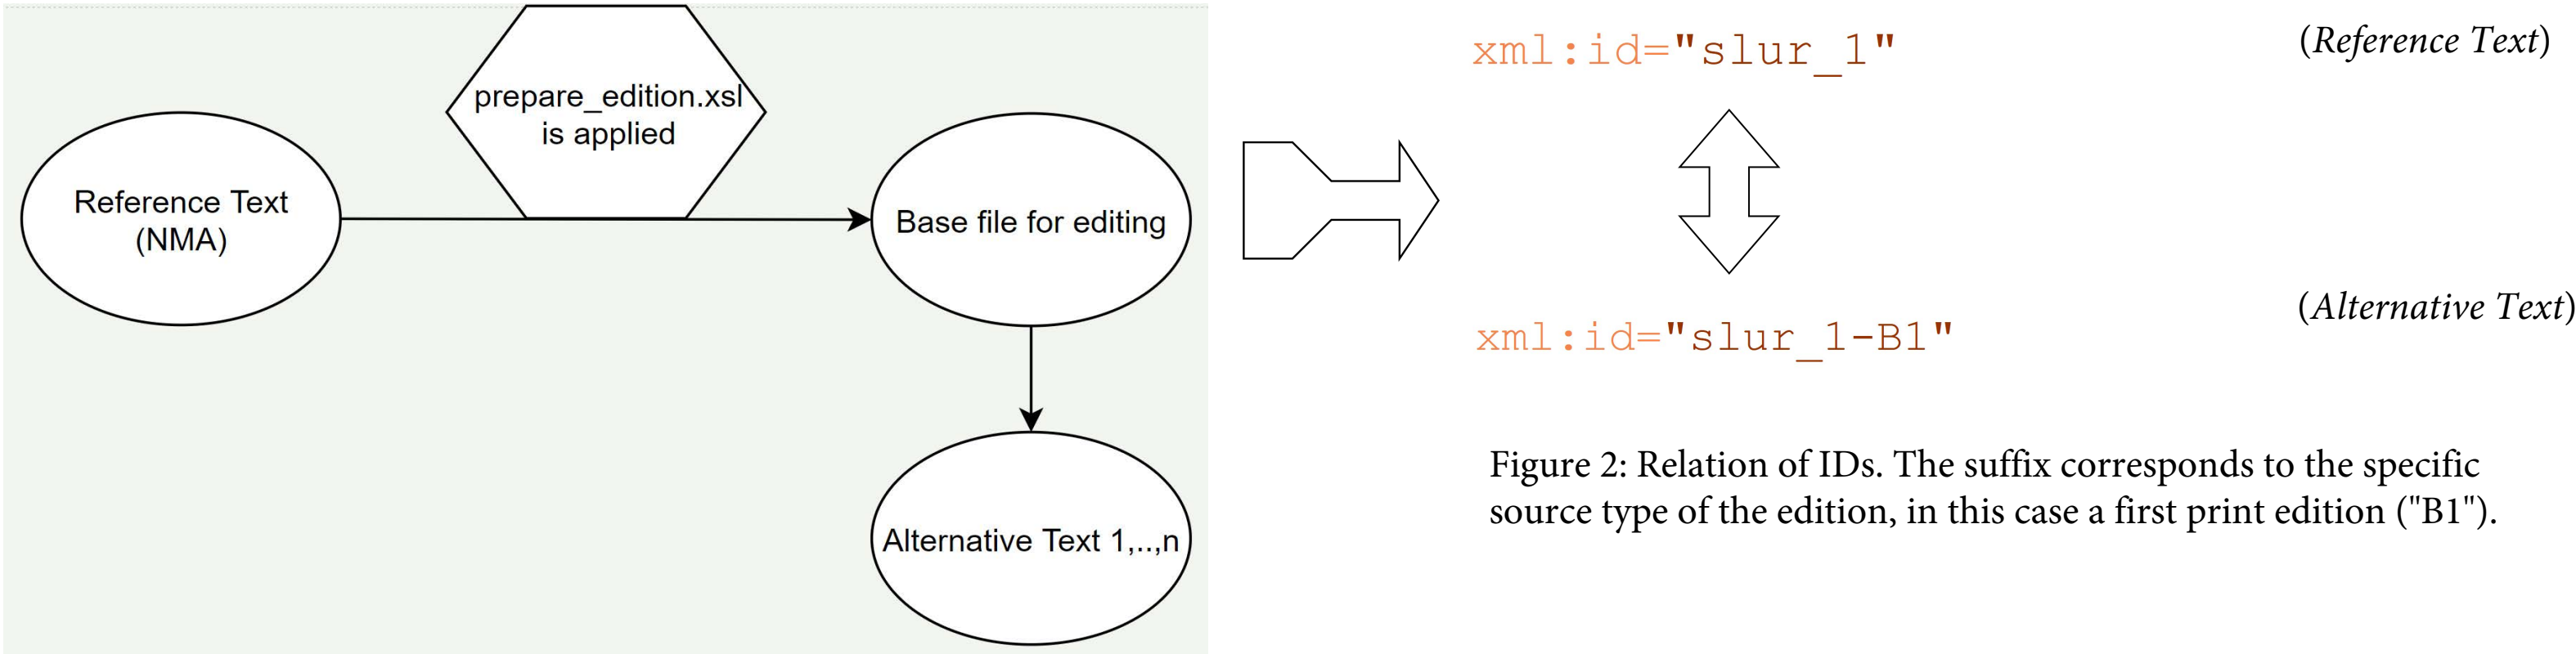 prepare_edition.xsl
is applied
Reference Text
(NMA)
Base file for editing
Alternative Text 1,..,n
xml:id="slur_1"
(Reference Text)
xml:id="slur_1-B1"
(Alternative Text)
Figure 2: Relation of IDs. The suffix corresponds to the specific
source type of the edition, in this case a first print edition ("B1").